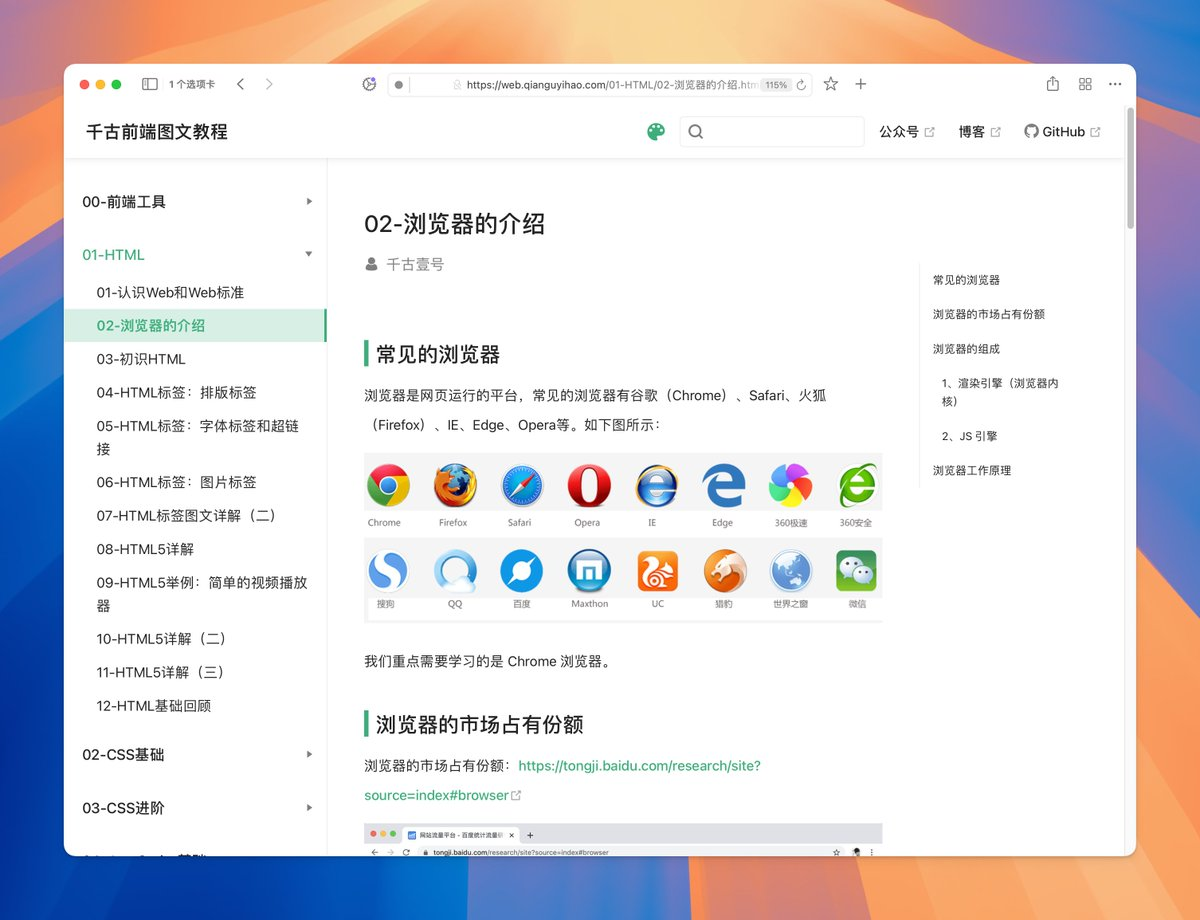 1个选项卡
https://web.qianguyihao.com/01-HTML/02-浏览器的介绍.htm
115%
千古前端图文教程
公众号
博客
GitHub
00-前端工具
01-HTML
01-认识Web和Web标准
02-浏览器的介绍
03-初识HTML
04-HTML标签：排版标签
05-HTML标签：字体标签和超链
接
06-HTML标签：图片标签
07-HTML标签图文详解（二）
08-HTML5详解
09-HTML5举例：简单的视频播放
器
10-HTML5详解（二）
11-HTML5详解（三）
12-HTML基础回顾
02-CSS基础
03-CSS进阶
02-浏览器的介绍
千古壹号
常见的浏览器
浏览器是网页运行的平台，常见的浏览器有谷歌（Chrome）、Safari、火狐
（Firefox）、IE、Edge、Opera等。如下图所示：
Chrome Firefox Safari Opera IE Edge 360极速 360安全
搜狗 QQ 百度 Maxthon UC 猎豹 世界之窗 微信
我们重点需要学习的是 Chrome 浏览器。
浏览器的市场占有份额
浏览器的市场占有份额：https://tongji.baidu.com/research/site?
source=index#browser
网站流量平台 - 百度统计流量研
tongji.baidu.com/research/site?source=index#browser
常见的浏览器
浏览器的市场占有份额
浏览器的组成
1、渲染引擎（浏览器内
核）
2、JS 引擎
浏览器工作原理